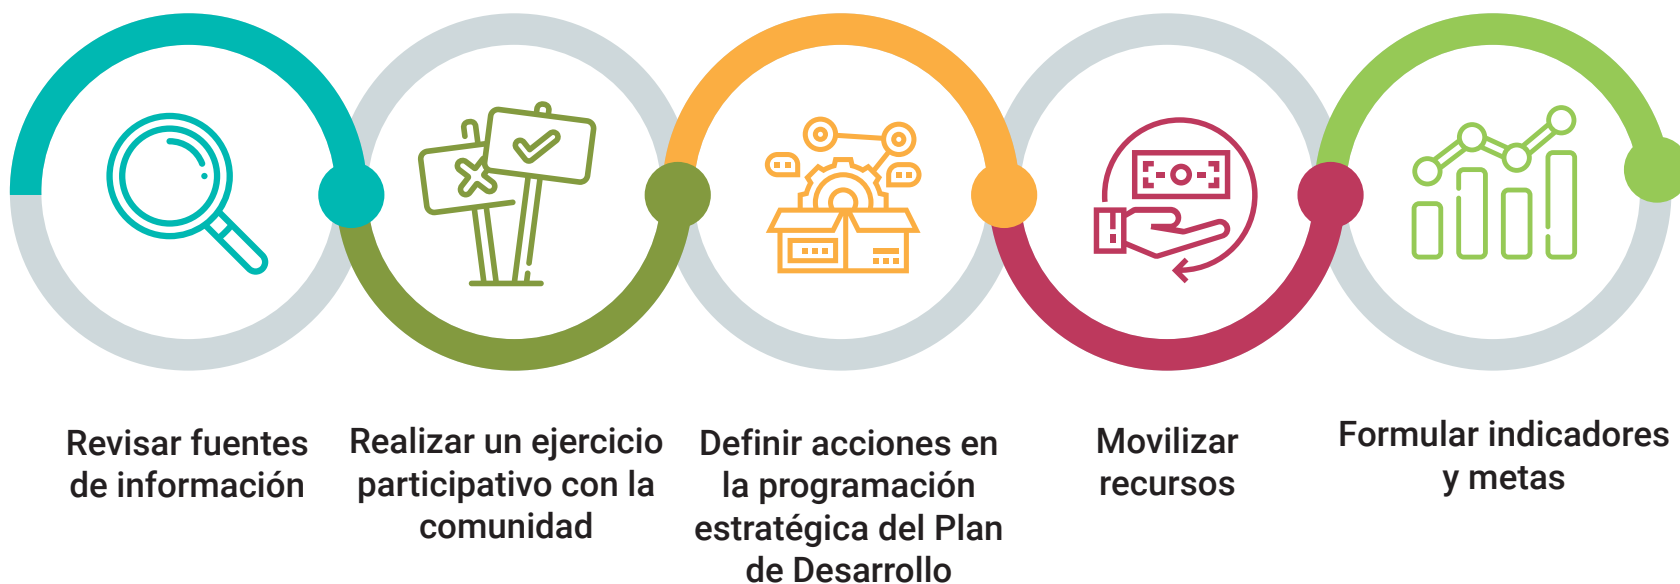 Revisar fuentes
de información
Realizar un ejercicio
participativo con la
comunidad
Definir acciones en
la programación
estratégica del Plan
de Desarrollo
Movilizar
recursos
Formular indicadores
y metas